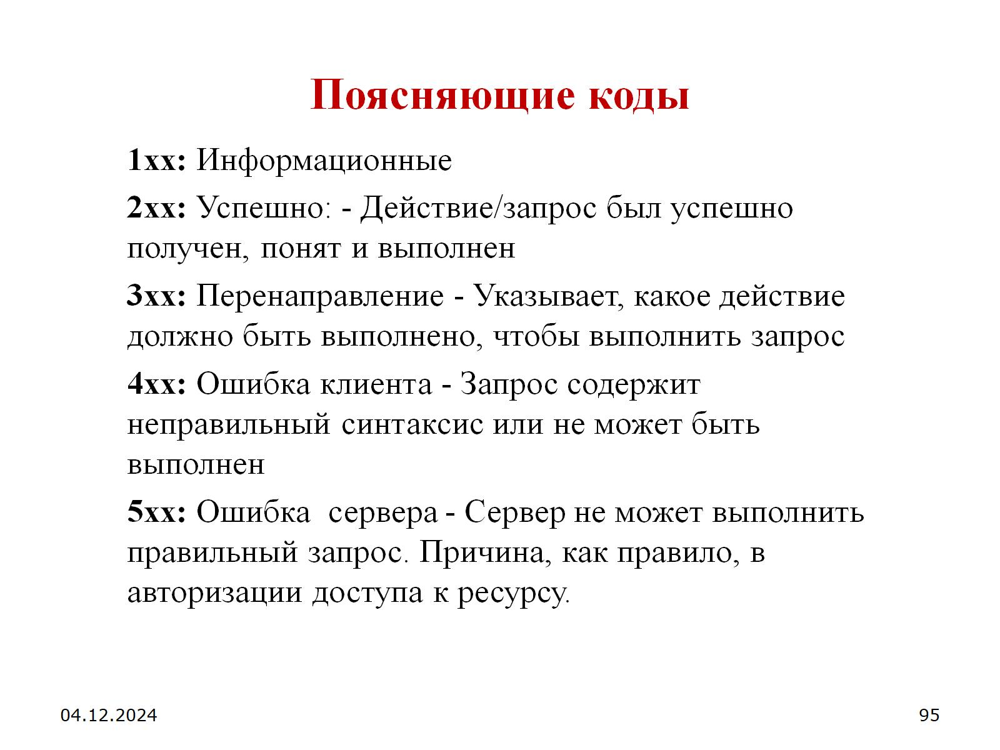 Поясняющие коды
1xx: Информационные
2xx: Успешно: - Действие/запрос был успешно
получен, понят и выполнен
3xx: Перенаправление - Указывает, какое действие
должно быть выполнено, чтобы выполнить запрос
4xx: Ошибка клиента - Запрос содержит
неправильный синтаксис или не может быть
выполнен
5xx: Ошибка  сервера - Сервер не может выполнить
правильный запрос. Причина, как правило, в
авторизации доступа к ресурсу.
04.12.2024
95